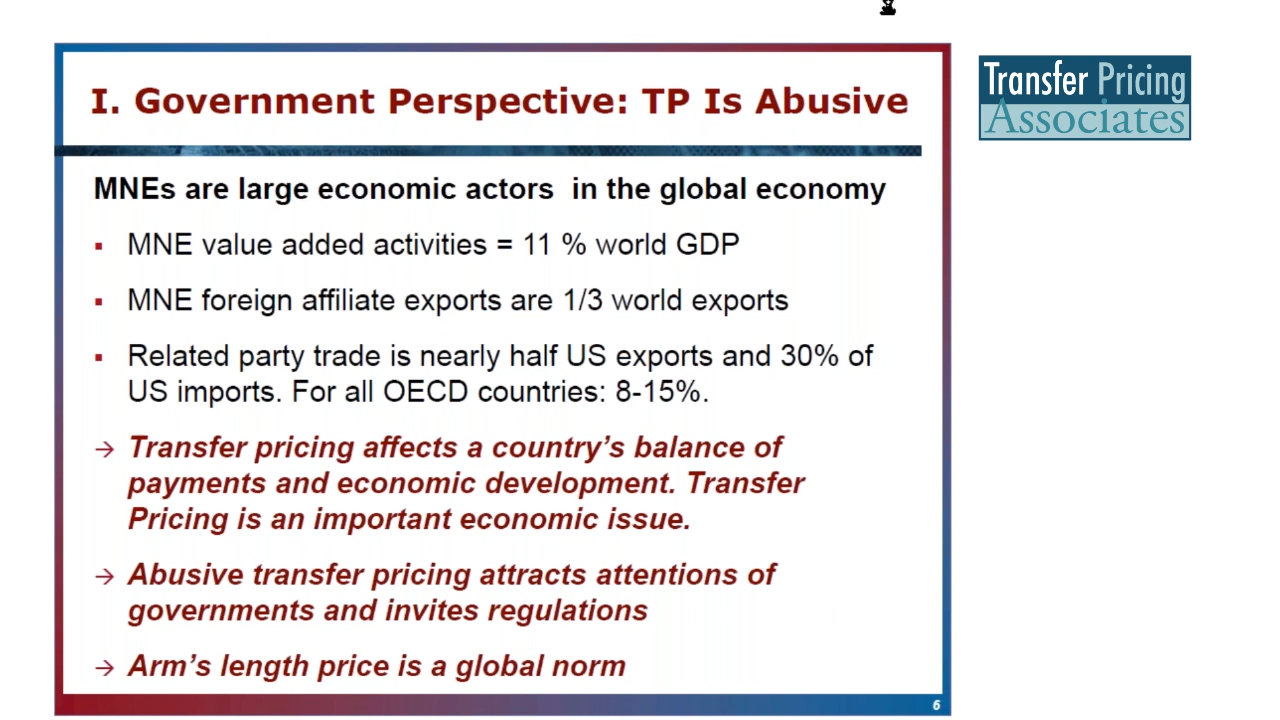 I. Government Perspective: TP Is Abusive
Transfer Pricing
Associates
MNEs are large economic actors in the global economy
▪ MNE value added activities = 11 % world GDP
▪ MNE foreign affiliate exports are 1/3 world exports
▪ Related party trade is nearly half US exports and 30% of
US imports. For all OECD countries: 8-15%.
→ Transfer pricing affects a country’s balance of
payments and economic development. Transfer
Pricing is an important economic issue.
→ Abusive transfer pricing attracts attentions of
governments and invites regulations
→ Arm’s length price is a global norm
6